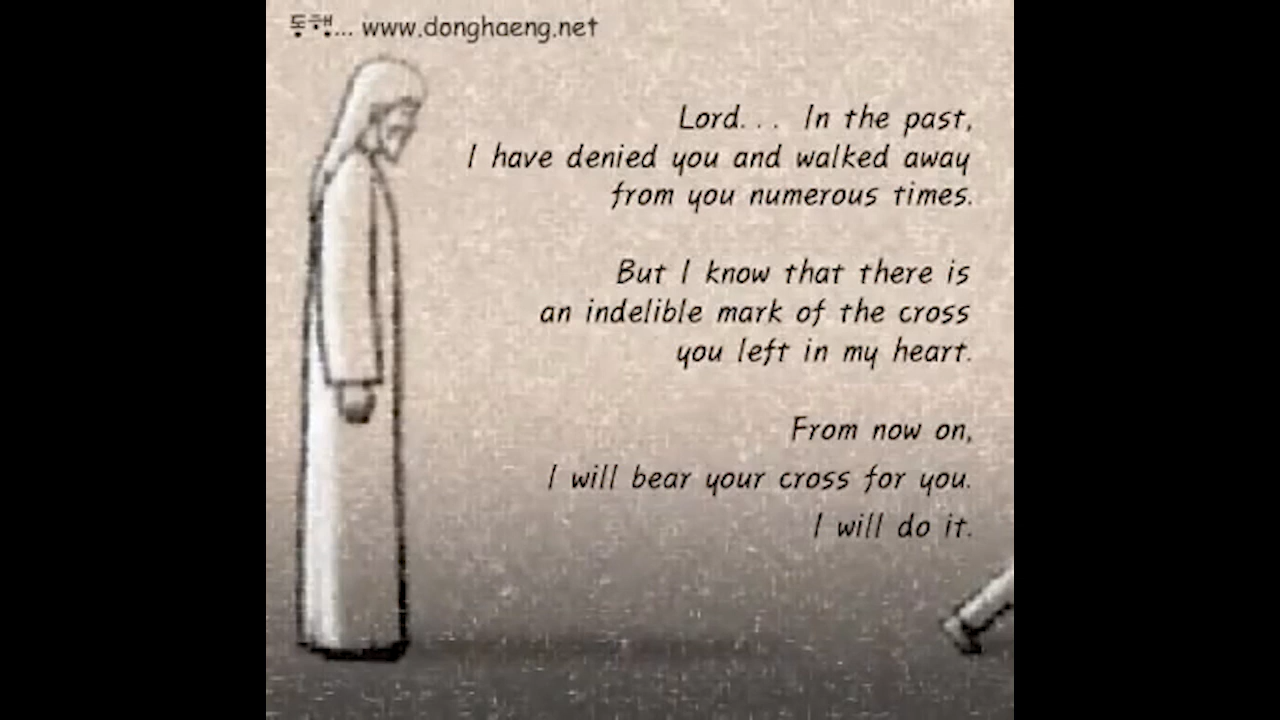 동행... www.donghaeng.net
Lord... In the past,
I have denied you and walked away
from you numerous times.
But I know that there is
an indelible mark of the cross
you left in my heart.
From now on,
I will bear your cross for you.
I will do it.